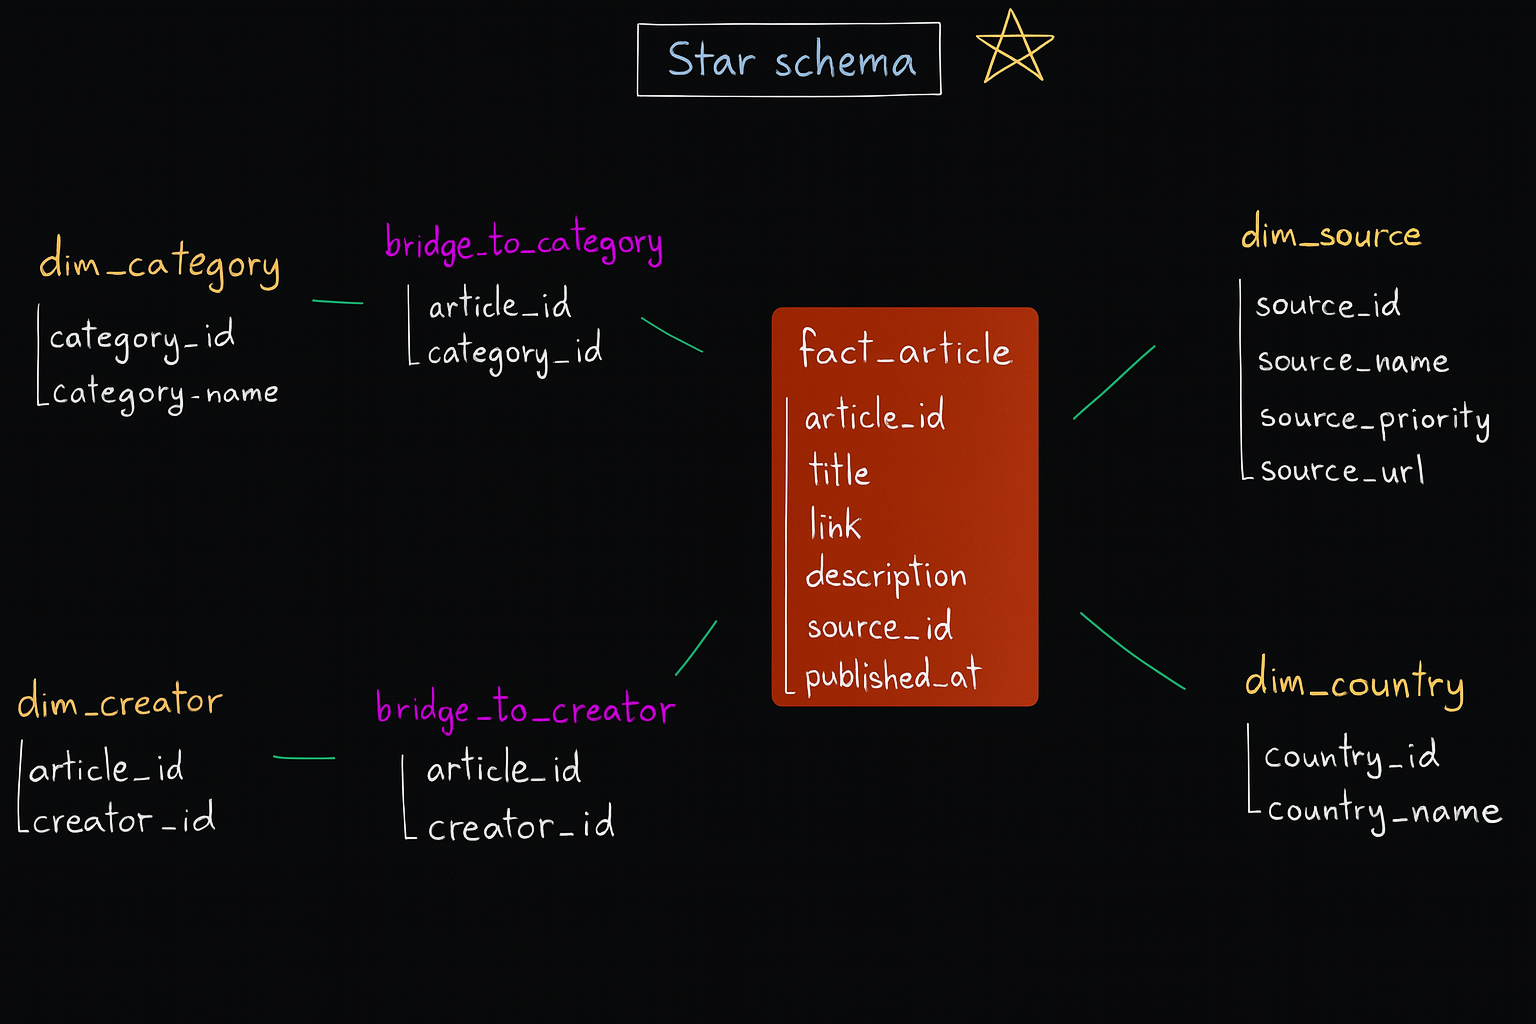 Star schema
dim_category
category_id
category-name
bridge_to_category
article_id
category_id
fact_article
article_id
title
link
description
source_id
published_at
dim_source
source_id
source_name
source_priority
source_url
dim_creator
article_id
creator_id
bridge_to_creator
article_id
creator_id
dim_country
country_id
country_name